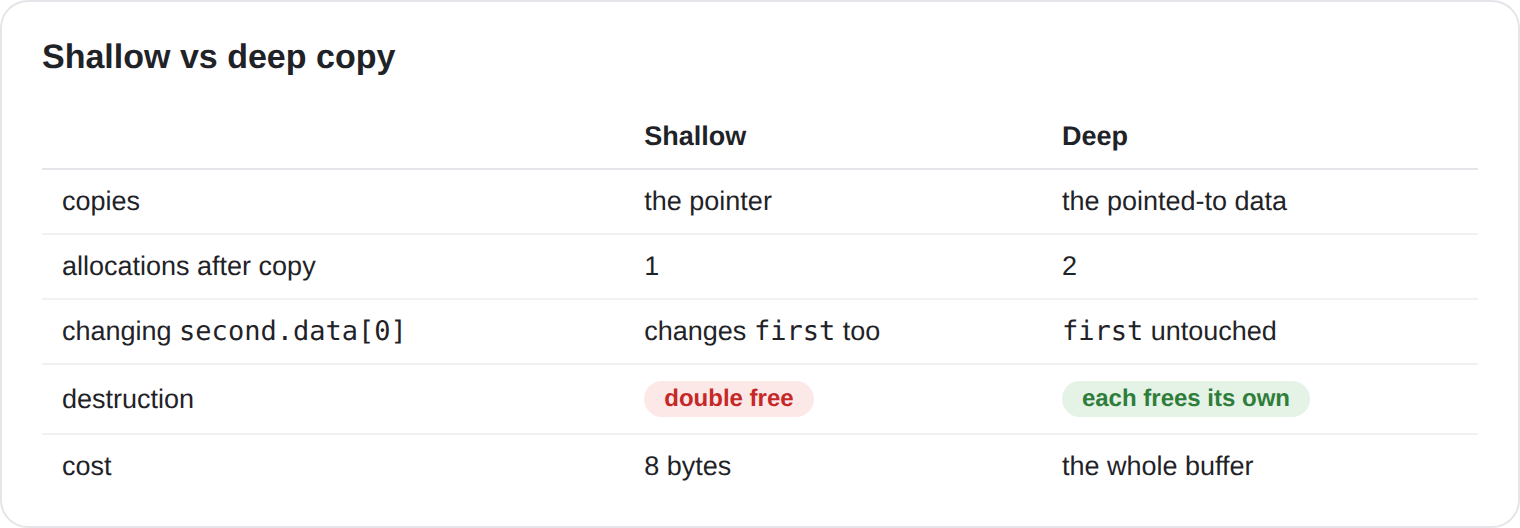 Shallow vs deep copy
Shallow Deep
copies the pointer the pointed-to data
allocations after copy 1 2
changing second.data[0] changes first too first untouched
destruction double free each frees its own
cost 8 bytes the whole buffer